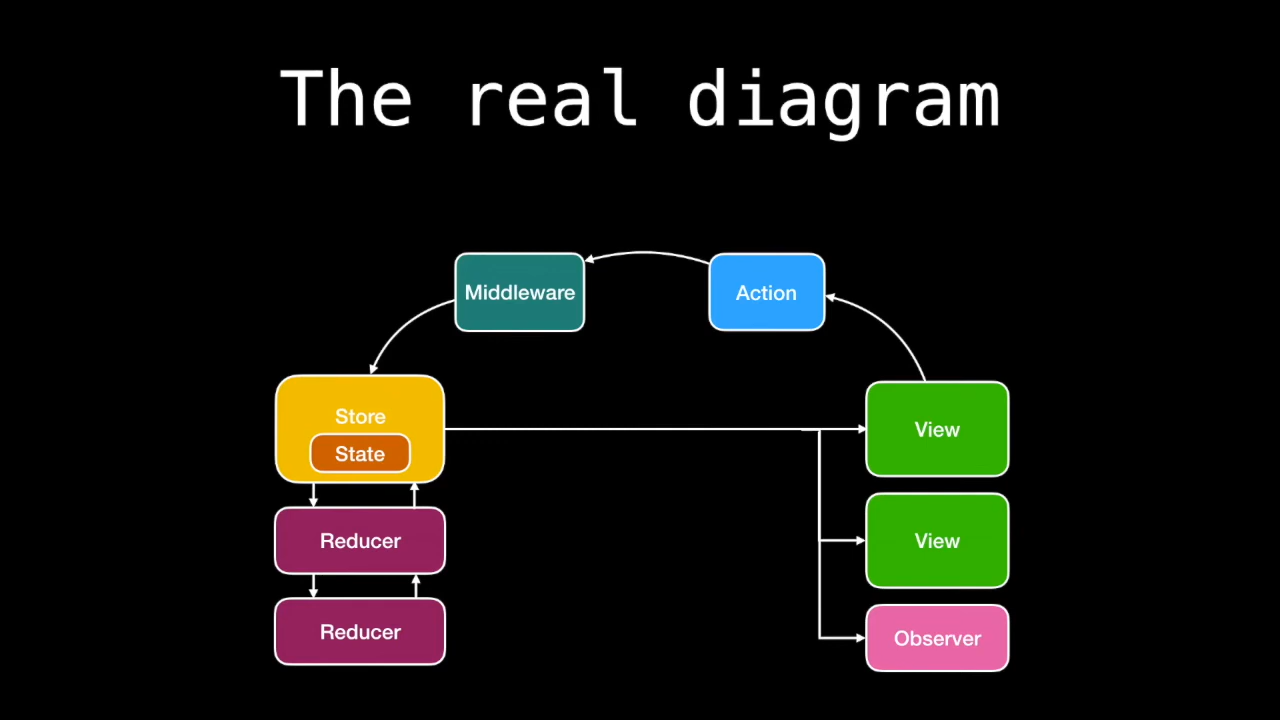 The real diagram
Middleware
Action
Store
State
View
Reducer
View
Reducer
Observer